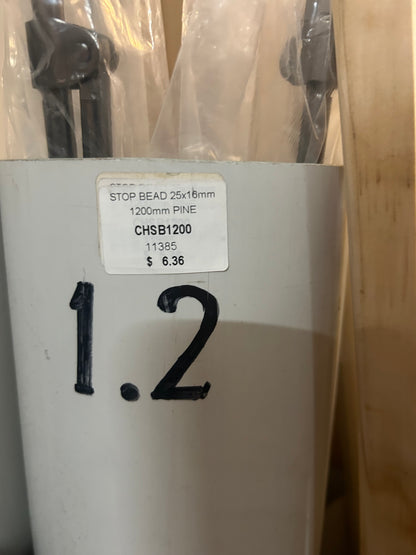 STOP BEAD 25x16mm
1200mm PINE
CHSB1200
11385
$ 6.36
1.2